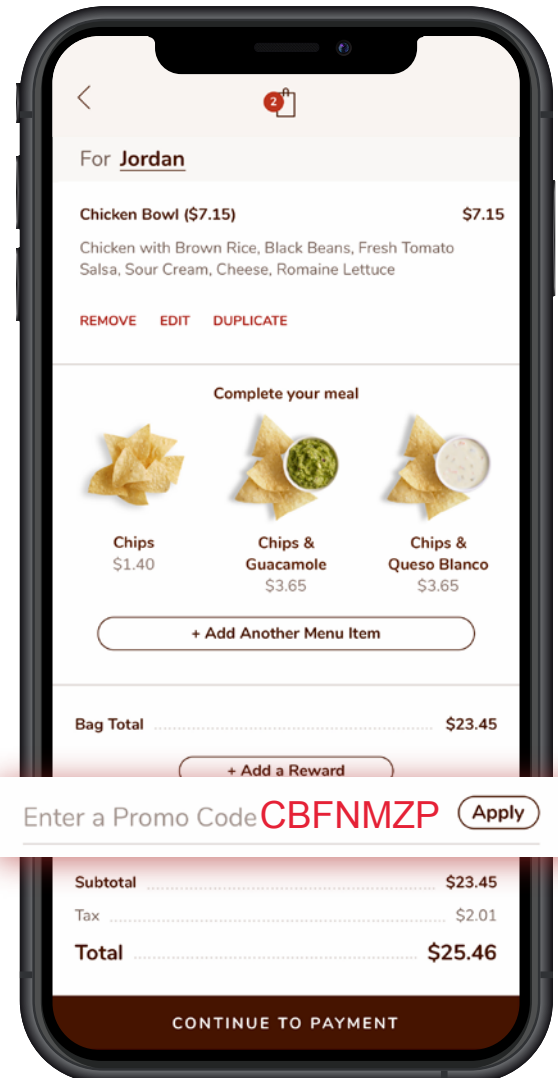 2
For Jordan
Chicken Bowl ($7.15) $7.15
Chicken with Brown Rice, Black Beans, Fresh Tomato
Salsa, Sour Cream, Cheese, Romaine Lettuce
REMOVE EDIT DUPLICATE
Complete your meal
Chips
$1.40
Chips &
Guacamole
$3.65
Chips &
Queso Blanco
$3.65
+ Add Another Menu Item
Bag Total $23.45
+ Add a Reward
Enter a Promo Code CBFNMZP Apply
Subtotal $23.45
Tax $2.01
Total $25.46
CONTINUE TO PAYMENT